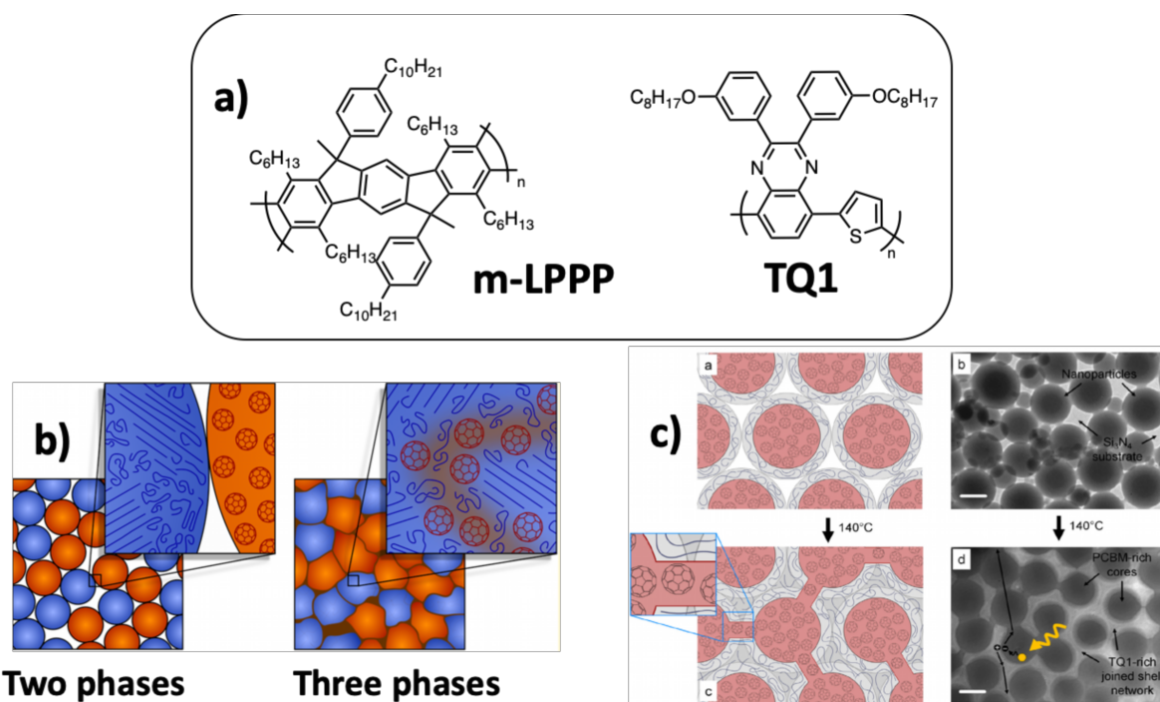 a)
C10H21
C6H13
C6H13
n
C6H13
C6H13
C10H21
m-LPPP
C8H17O
OC8H17
N
N
S
n
TQ1
b)
Two phases
Three phases
c)
a
140°C
c
b
Nanoparticles
Si3N4
substrate
140°C
d
PCBM-rich
cores
TQ1-rich
joined shell
network